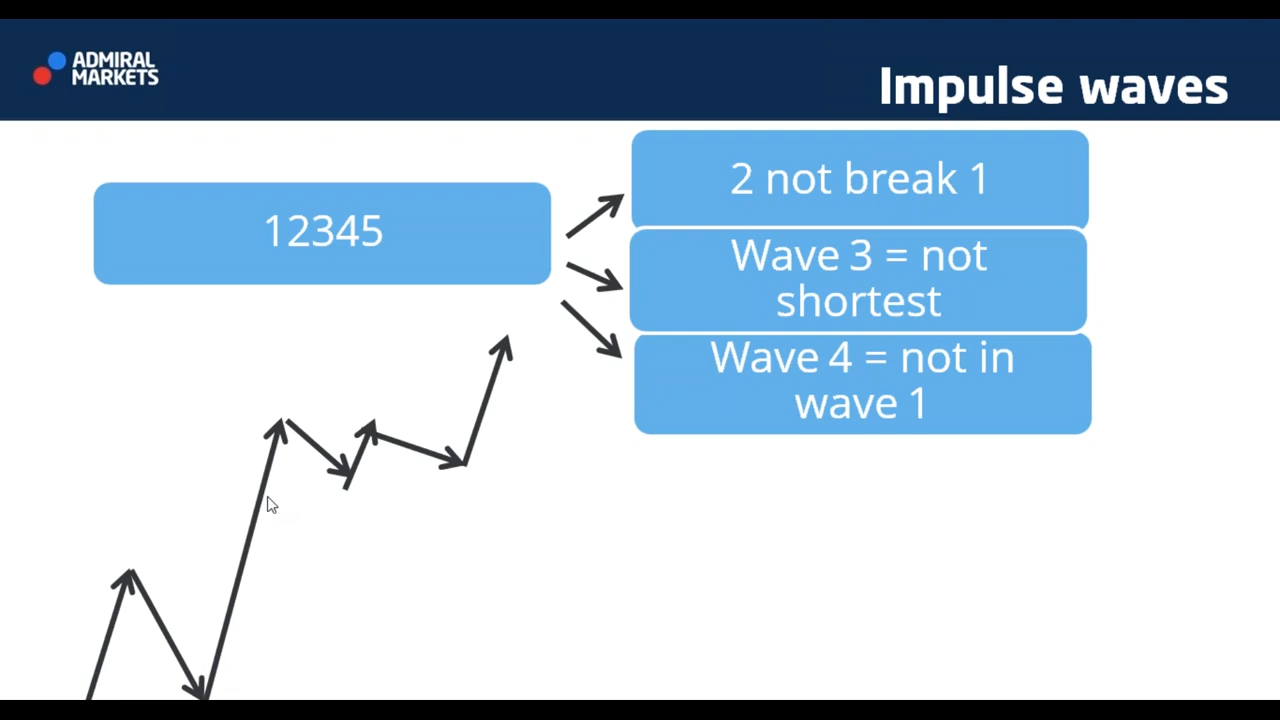 ADMIRAL
MARKETS
Impulse waves
12345
2 not break 1
Wave 3 = not
shortest
Wave 4 = not in
wave 1